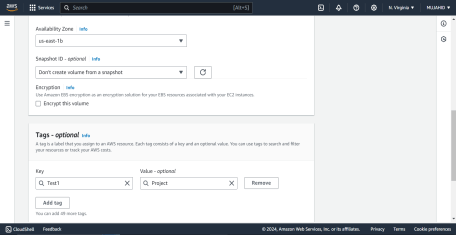 aws
Services
Search
[Alt+S]
N. Virginia
MUJAHID
Availability Zone Info
us-east-1b
Snapshot ID - optional Info
Don't create volume from a snapshot
Encryption Info
Use Amazon EBS encryption as an encryption solution for your EBS resources associated with your EC2 instances.
Encrypt this volume
Tags - optional Info
A tag is a label that you assign to an AWS resource. Each tag consists of a key and an optional value. You can use tags to search and filter
your resources or track your AWS costs.
Key
Value - optional
Test1
Project
Remove
Add tag
You can add 49 more tags.
CloudShell
Feedback
© 2024, Amazon Web Services, Inc. or its affiliates.
Privacy
Terms
Cookie preferences